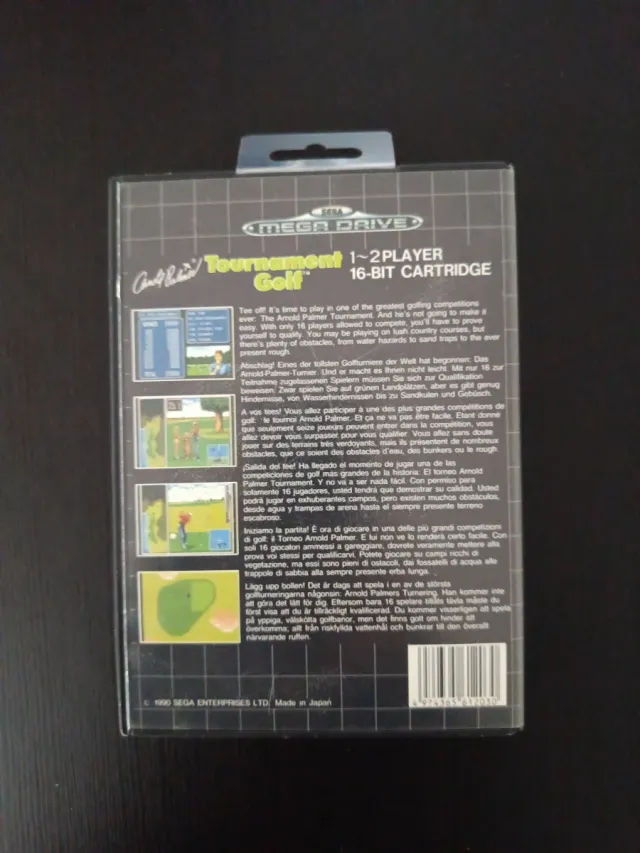 SEGA
MEGA DRIVE
Arnold Palmer
Tournament
Golf™
1~2 PLAYER
16-BIT CARTRIDGE
Tee off! It's time to play in one of the greatest golfing competitions
ever: The Arnold Palmer Tournament. And he's not going to make it
easy. With only 16 players allowed to compete, you'll have to prove
yourself to qualify. You may be playing on lush country courses, but
there's plenty of obstacles, from water hazards to sand traps to the ever
present rough.
Abschlag! Eines der tollsten Golfturniere der Welt hat begonnen: Das
Arnold-Palmer-Turnier. Und er macht es Ihnen nicht leicht. Mit nur 16 zur
Teilnahme zugelassenen Spielern müssen Sie sich zur Qualifikation
beweisen. Zwar spielen Sie auf grünen Landplätzen, aber es gibt genug
Hindernisse, von Wasserhindernissen bis zu Sandkulen und Gebüsch.
A vos tees! Vous allez participer à une des plus grandes compétitions de
golf: le tournoi Arnold Palmer. Et ça ne va pas être facile. Etant donné
que seulement seize joueurs peuvent entrer dans la compétition, vous
allez devoir vous surpasser pour vous qualifier. Vous allez sans doute
jouer sur des terrains très verdoyants, mais ils présentent de nombreux
obstacles, que ce soient des obstacles d'eau, des bunkers ou le rough.
¡Salida del tee! Ha llegado el momento de jugar una de las
competiciones de golf más grandes de la historia: El torneo Arnold
Palmer Tournament. Y no va a ser nada fácil. Con permiso para
solamente 16 jugadores, usted tendrá que demostrar su calidad. Usted
podrá jugar en exhuberantes campos, pero existen muchos obstáculos,
desde agua y trampas de arena hasta el siempre presente terreno
escabroso.
Iniziamo la partita! È ora di giocare in una delle più grandi competizioni
di golf: il Torneo Arnold Palmer. E lui non ve lo renderà certo facile. Con
soli 16 giocatori ammessi a gareggiare, dovrete veramente mettere alla
prova voi stessi per qualificarvi. Potete giocare su campi ricchi di
vegetazione, ma essi sono pieni di ostacoli, dai fossatelli di acqua alle
trappole di sabbia alla sempre presente erba lunga.
Lägg upp bollen! Det är dags att spela i en av de största
golfturneringarna någonsin: Arnold Palmers Turnering. Han kommer inte
att göra det lätt för dig. Eftersom bara 16 spelare tillåts tävla måste du
först visa att du är tillräckligt kvalificerad. Du kommer visserligen att spela
på yppiga, välskötta golfbanor, men det finns gott om hinder att
överkomma; allt från riskfyllda vattenhål och bunkrar till den överallt
närvarande ruffen.
© 1990 SEGA ENTERPRISES LTD. Made in Japan
4 974365 612030